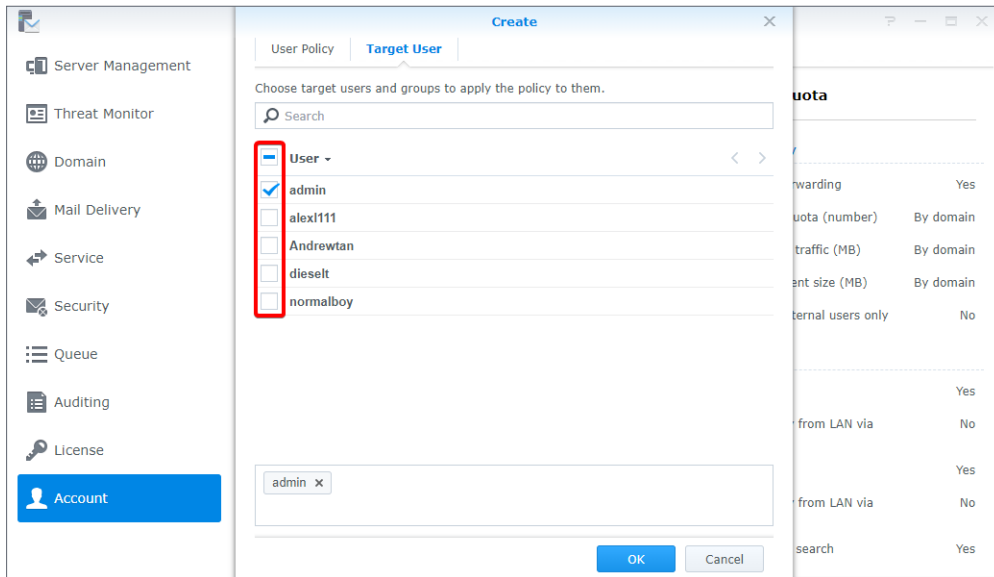 Create
User Policy
Target User
Choose target users and groups to apply the policy to them.
Search
User
admin
alexl111
Andrewtan
dieselt
normalboy
admin
OK
Cancel
Server Management
Threat Monitor
Domain
Mail Delivery
Service
Security
Queue
Auditing
License
Account
uota
y
rwarding Yes
uota (number) By domain
traffic (MB) By domain
ent size (MB) By domain
ternal users only No
Yes
from LAN via No
Yes
from LAN via No
search Yes